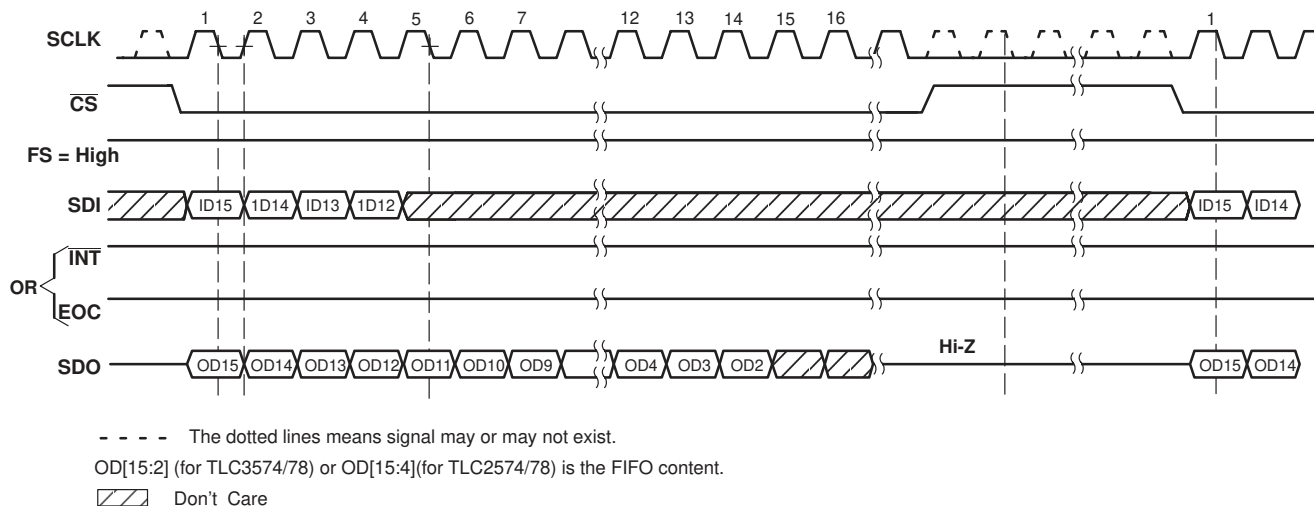 1 2 3 4 5 6 7 12 13 14 15 16 1
SCLK
CS
FS = High
SDI ID15 1D14 ID13 1D12 ID15 ID14
INT
OR
EOC
Hi-Z
SDO OD15 OD14 OD13 OD12 OD11 OD10 OD9 OD4 OD3 OD2 OD15 OD14
The dotted lines means signal may or may not exist.
OD[15:2] (for TLC3574/78) or OD[15:4](for TLC2574/78) is the FIFO content.
Don't Care